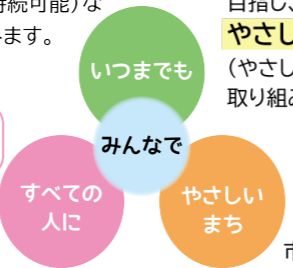 持続可能）な
ます。
目指し、
やさし
（やさし
取り組み
いつまでも
みんなで
すべての
人に
やさしい
まち
市